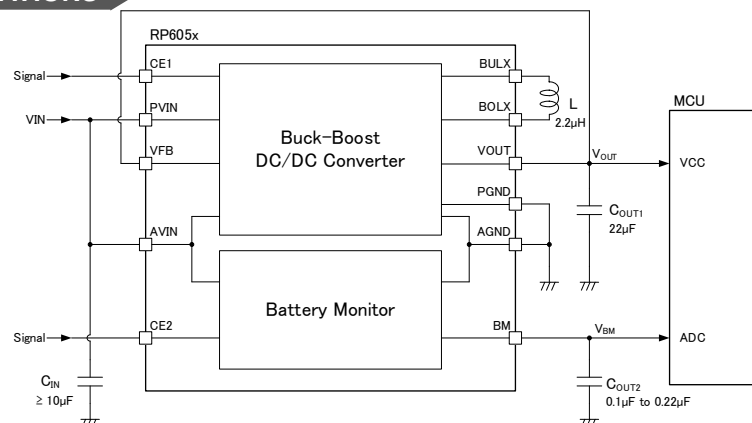 RP605x
Signal
CE1
BULX
L
2.2μH
VIN
PVIN
BOLX
MCU
Buck-Boost
DC/DC Converter
VFB
VOUT
VOUT
VCC
PGND
COUT1
22μF
AVIN
AGND
Battery Monitor
Signal
CE2
BM
VBM
ADC
CIN
≥ 10μF
COUT2
0.1μF to 0.22μF